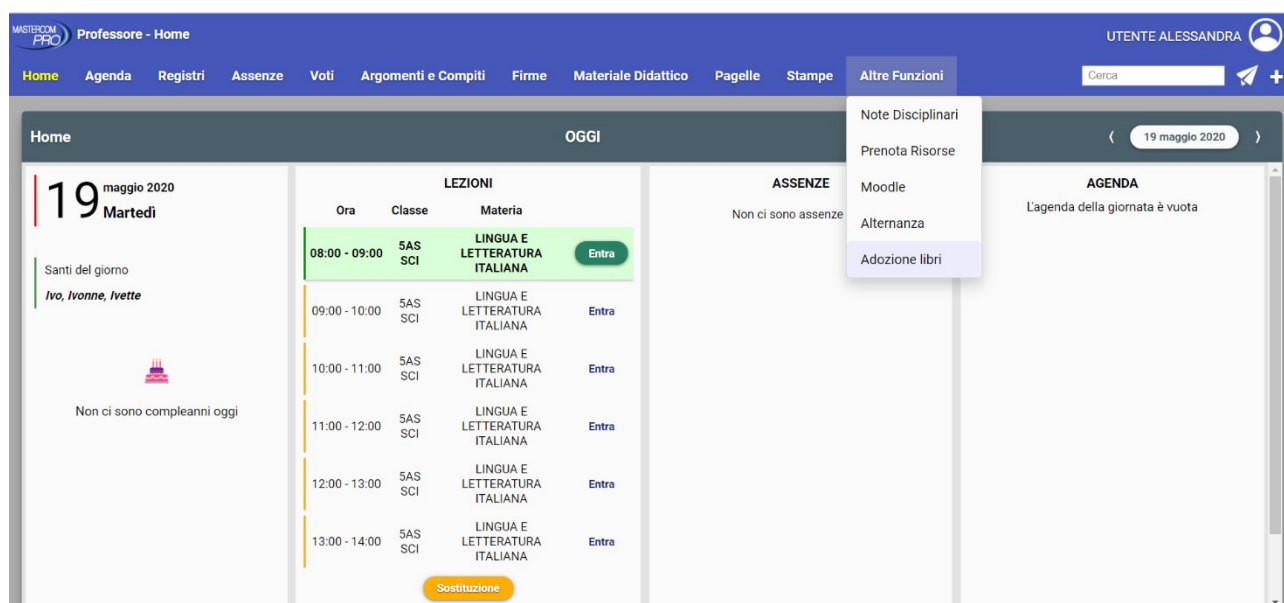 MASTERCOM
PRO
Professore - Home
UTENTE ALESSANDRA
Home Agenda Registri Assenze Voti Argomenti e Compiti Firme Materiale Didattico Pagelle Stampe Altre Funzioni
Cerca
Note Disciplinari
Prenota Risorse
Moodle
Alternanza
Adozione libri
Home OGGI 19 maggio 2020
19 maggio 2020
Martedì
Santi del giorno
Ivo, Ivonne, Ivette
Non ci sono compleanni oggi
LEZIONI
Ora Classe Materia
08:00 - 09:00 5AS SCI LINGUA E LETTERATURA ITALIANA Entra
09:00 - 10:00 5AS SCI LINGUA E LETTERATURA ITALIANA Entra
10:00 - 11:00 5AS SCI LINGUA E LETTERATURA ITALIANA Entra
11:00 - 12:00 5AS SCI LINGUA E LETTERATURA ITALIANA Entra
12:00 - 13:00 5AS SCI LINGUA E LETTERATURA ITALIANA Entra
13:00 - 14:00 5AS SCI LINGUA E LETTERATURA ITALIANA Entra
Sostituzione
ASSENZE
Non ci sono assenze
AGENDA
L'agenda della giornata è vuota